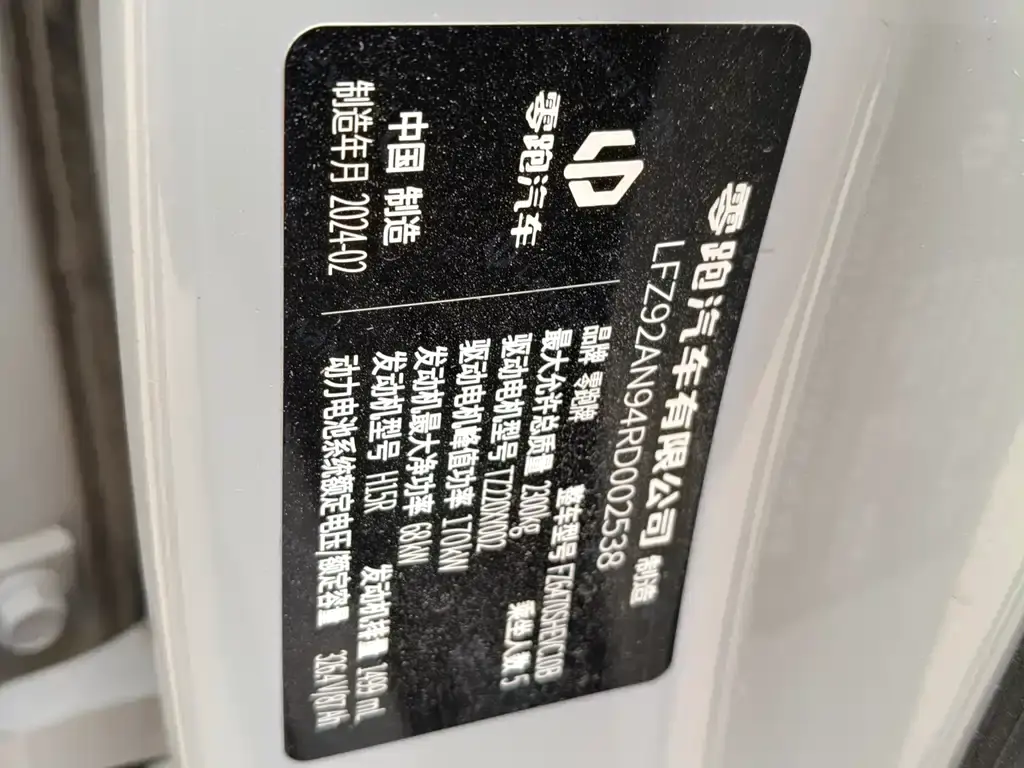 零跑汽车有限公司 制造
LFZ92AN94RD002538
零跑汽车
中国 制造
制造年月 2024-02
品牌 零跑牌 整车型号 FZ6470SHEVC10B
最大允许总质量 2300kg 乘坐人数 5
驱动电机型号 TZ220XY002
驱动电机峰值功率 170kW
发动机最大净功率 68kW
发动机型号 H15R 发动机排量 1499 mL
动力电池系统额定电压/额定容量 326.4V/87Ah